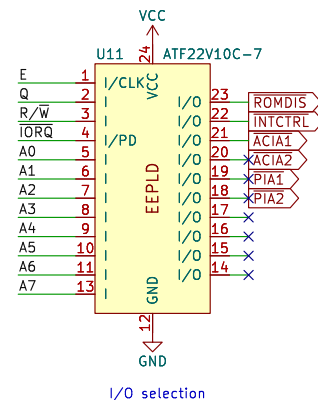 VCC
U11 ATF22V10C-7
24
E 1 I/CLK VCC I/O 23 ROMDIS
Q 2 I I/O 22 INTCTRL
R/W 3 I I/O 21 ACIA1
IORQ 4 I/PD I/O 20 ACIA2
A0 5 I I/O 19 PIA1
A1 6 I I/O 18 PIA2
A2 7 I I/O 17
A3 8 I I/O 16
A4 9 I I/O 15
A5 10 I I/O 14
A6 11 I
A7 13 I
EEPLD
GND
12
GND
I/O selection